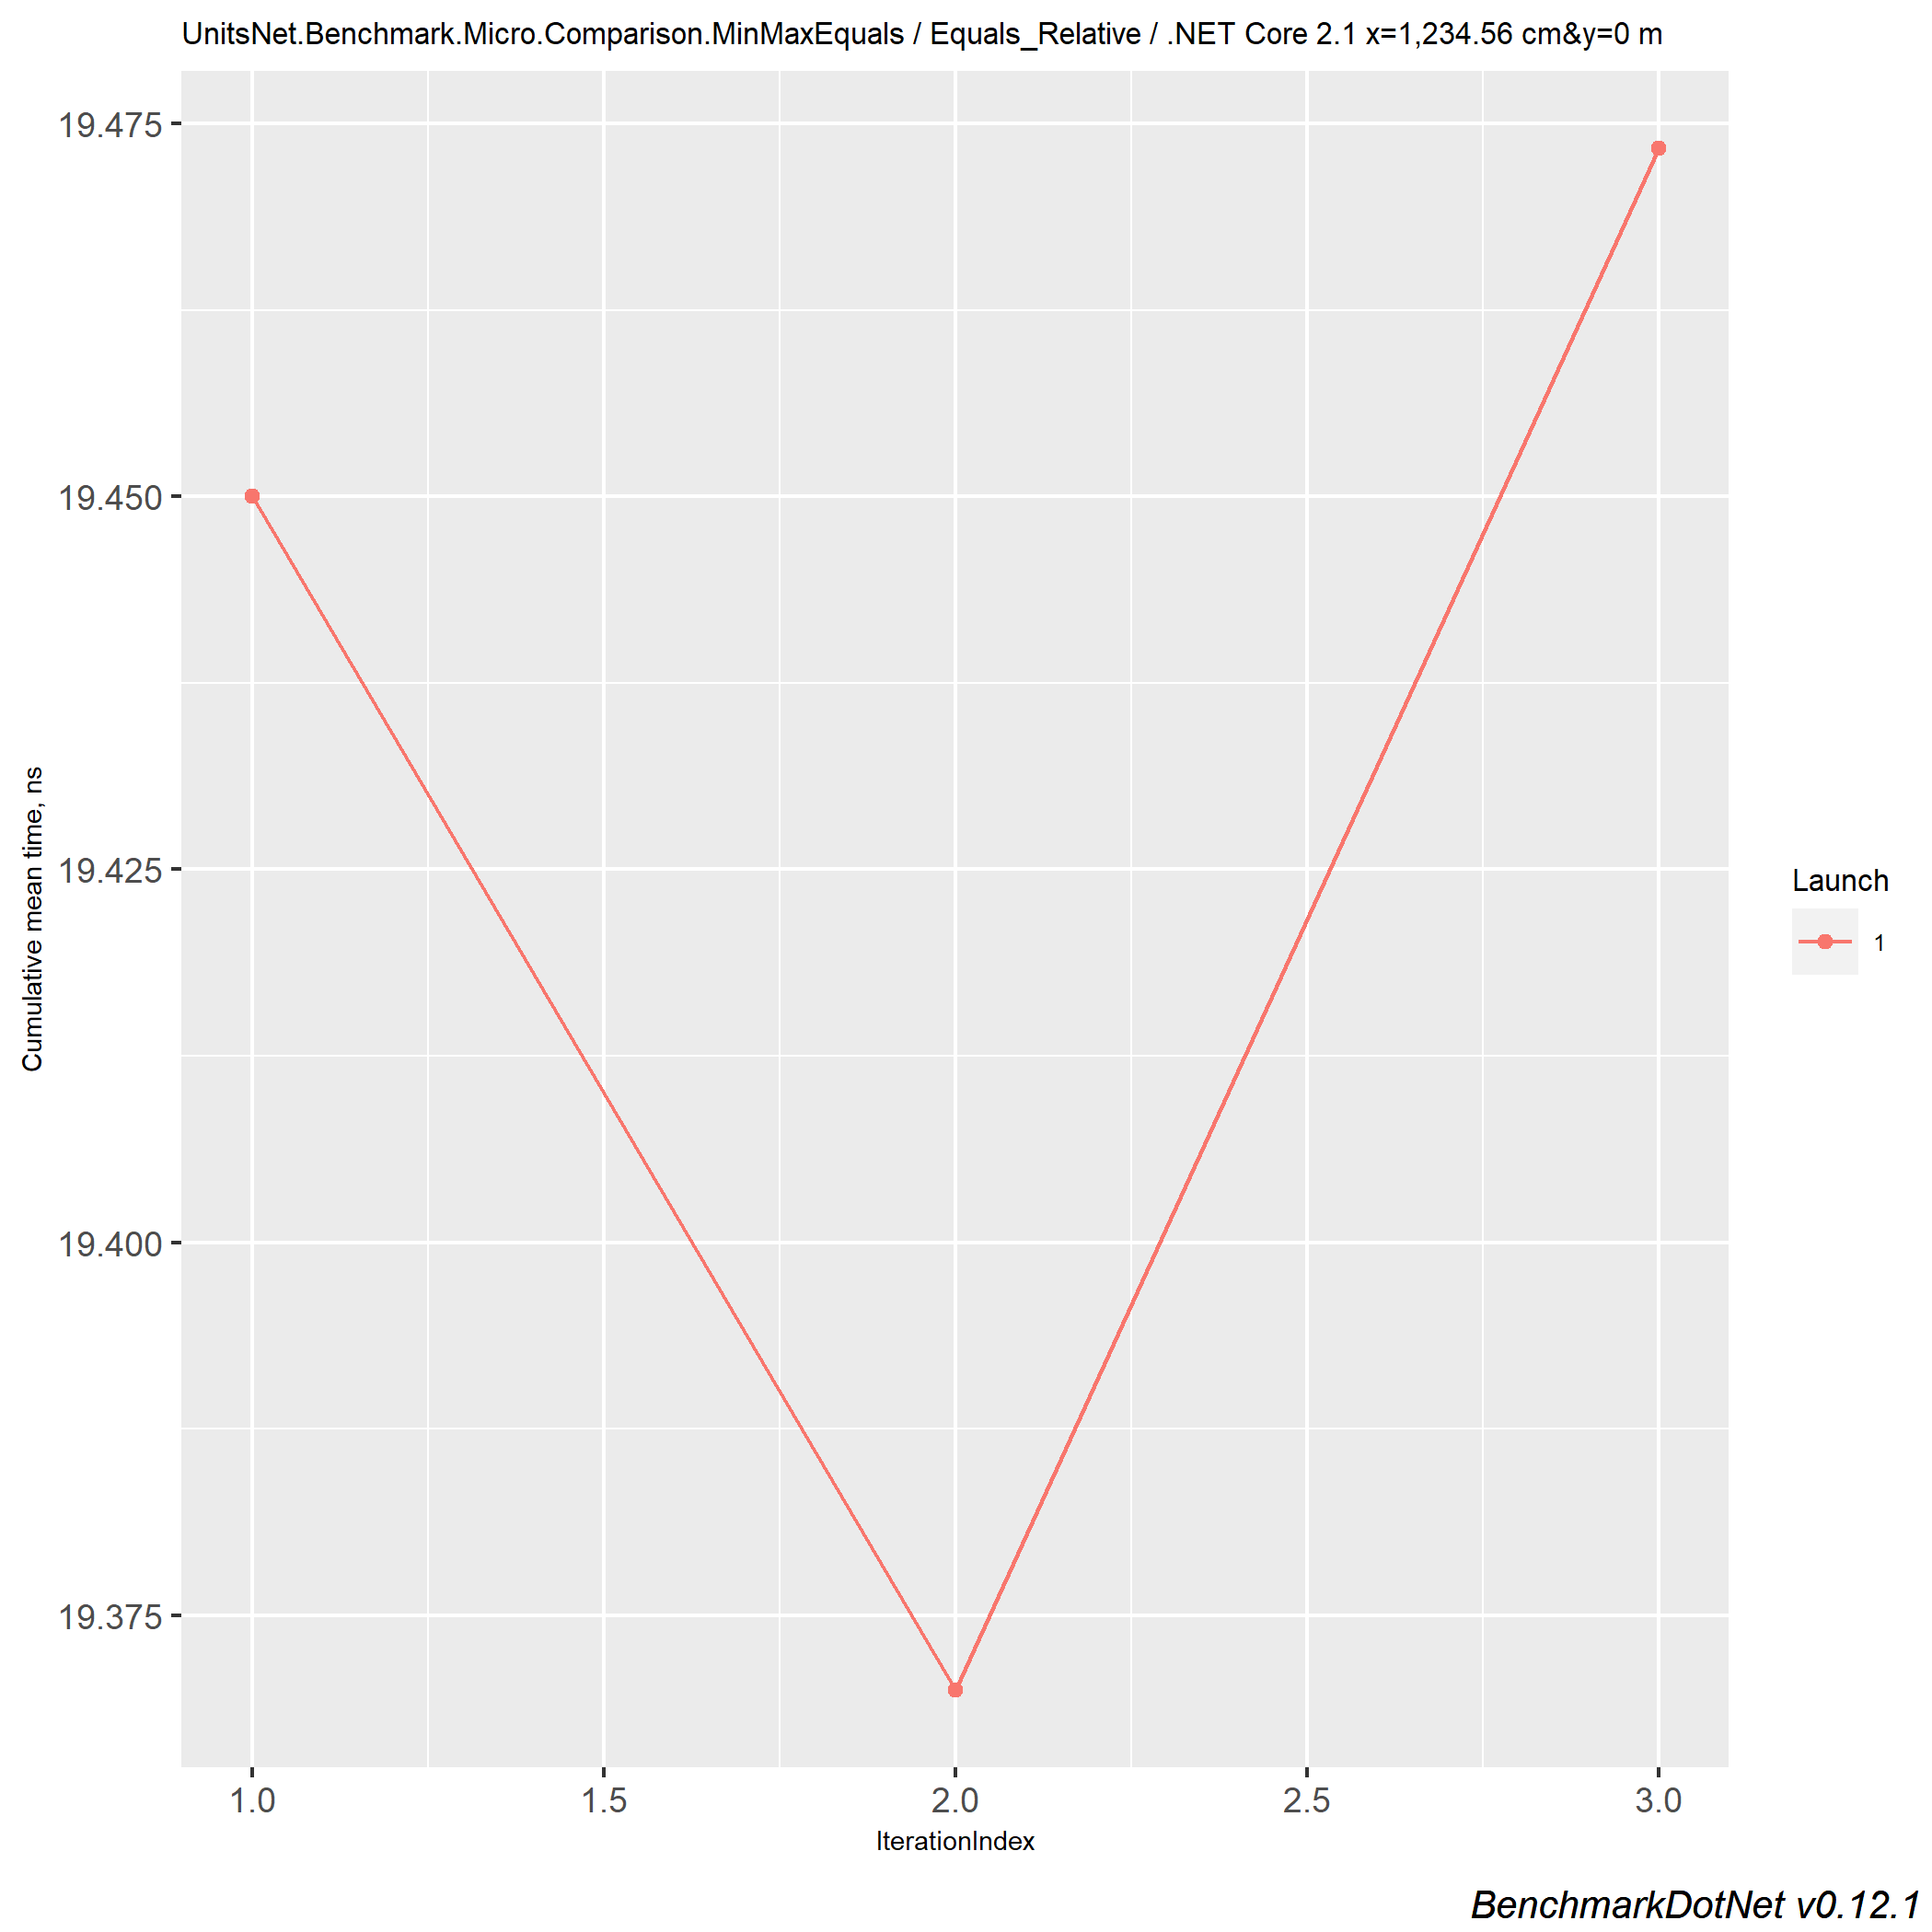 UnitsNet.Benchmark.Micro.Comparison.MinMaxEquals / Equals_Relative / .NET Core 2.1 x=1,234.56 cm&y=0 m
19.475
19.450
19.425
19.400
19.375
Cumulative mean time, ns
1.0
1.5
2.0
2.5
3.0
IterationIndex
Launch
1
BenchmarkDotNet v0.12.1